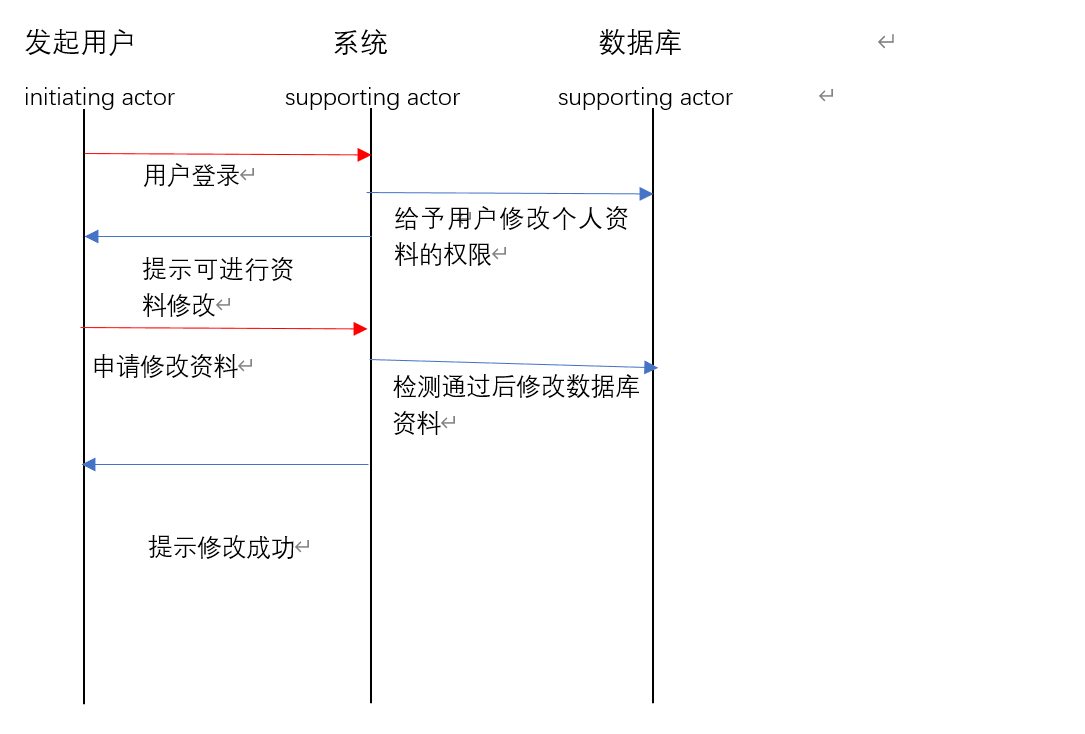 发起用户 系统 数据库
initiating actor supporting actor supporting actor
用户登录
给予用户修改个人资
料的权限
提示可进行资
料修改
申请修改资料
检测通过后修改数据库
资料
提示修改成功